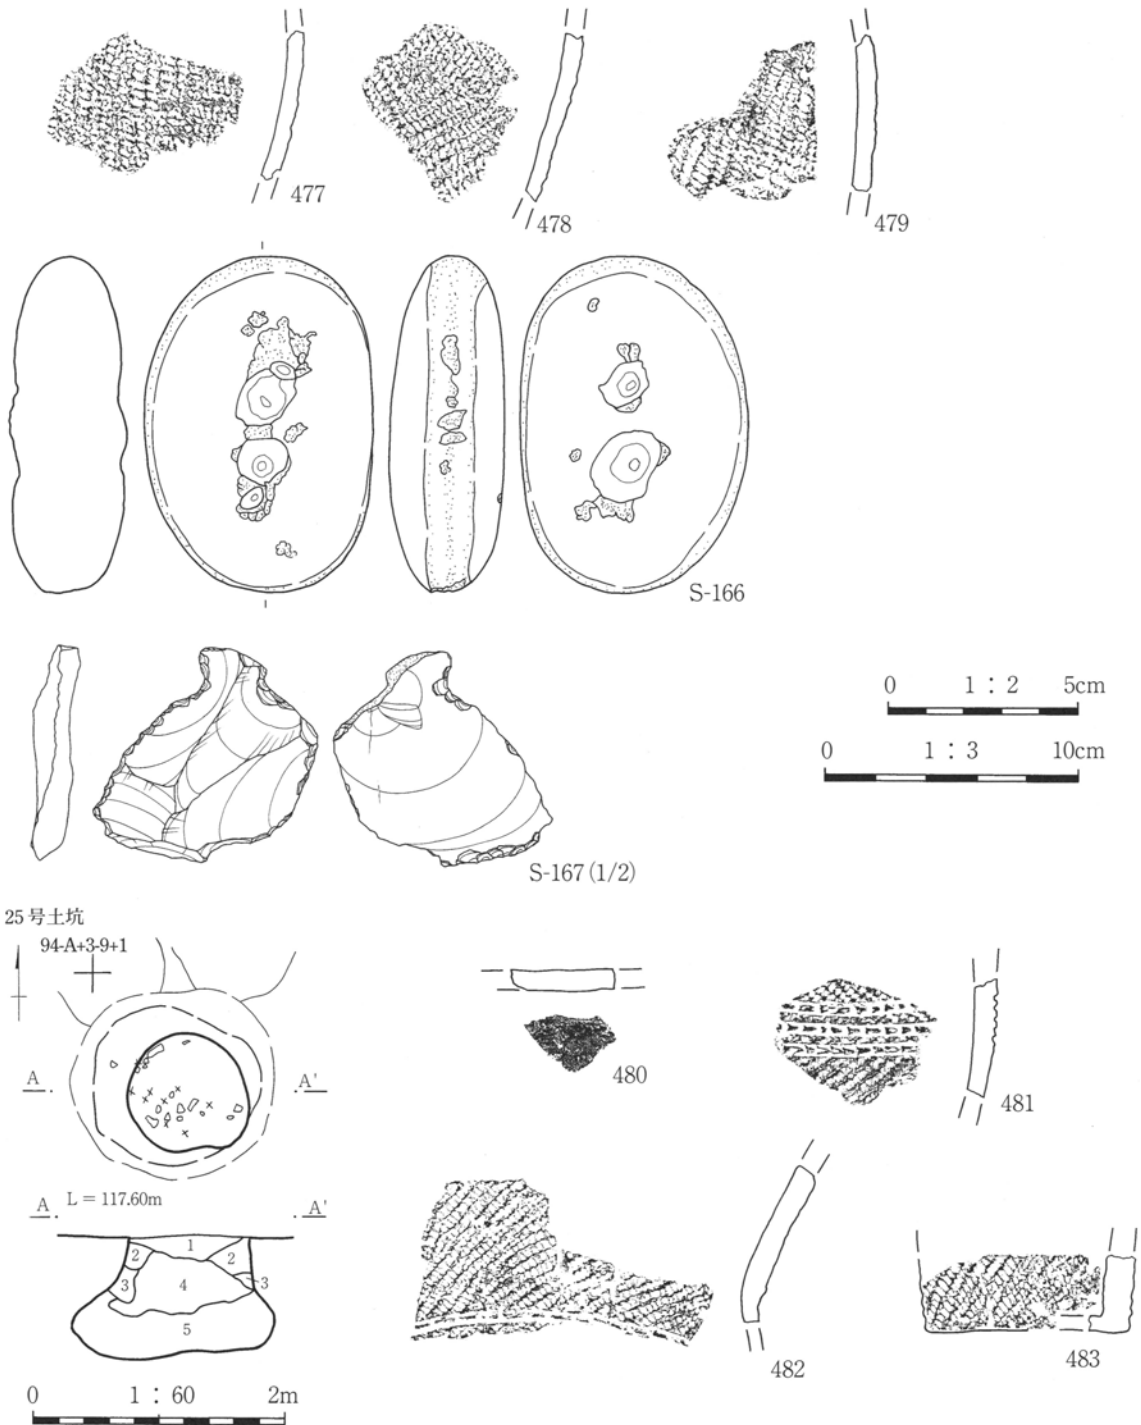 477
478
479
S-166
0 1 : 2 5cm
0 1 : 3 10cm
S-167 (1/2)
25号土坑
94-A+3-9+1
A A'
480
481
A L = 117.60m A'
1
2 2
3 4 3
5
482
483
0 1 : 60 2m